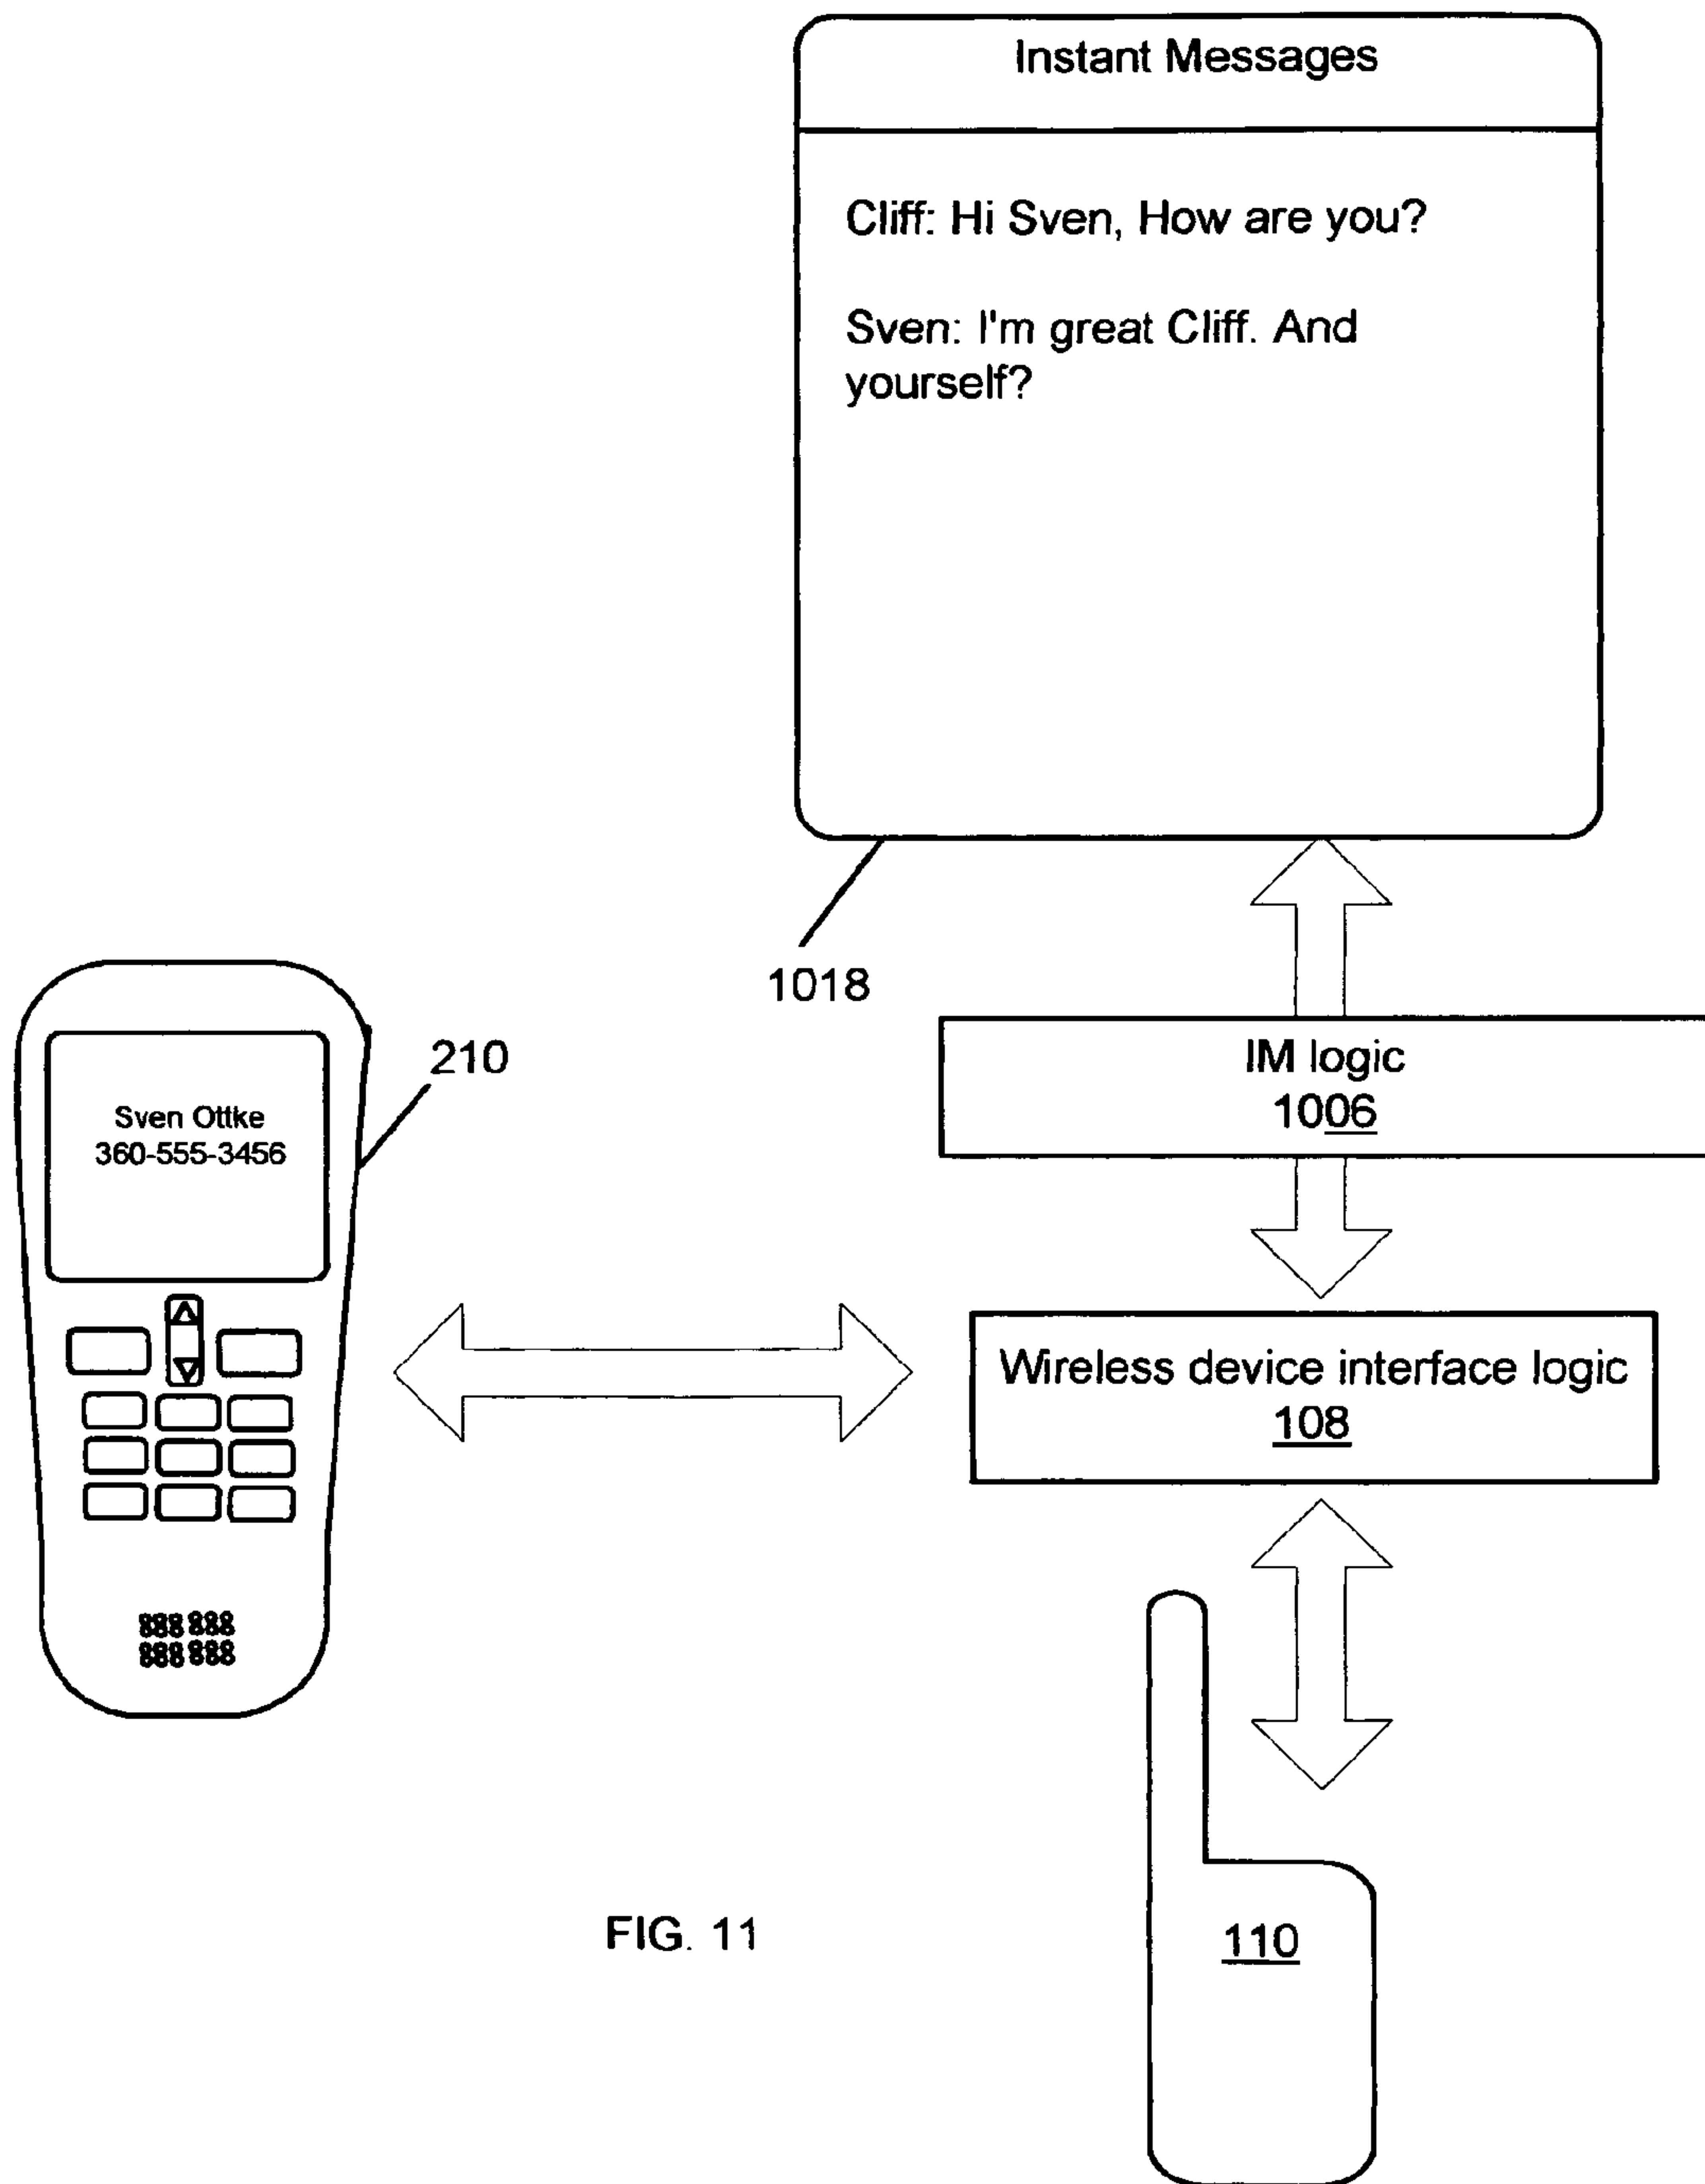 Instant Messages
Cliff: Hi Sven, How are you?
Sven: I'm great Cliff. And
yourself?
1018
210
Sven Ottke
360-555-3456
IM logic
1006
Wireless device interface logic
108
888 888
888 888
110
FIG. 11